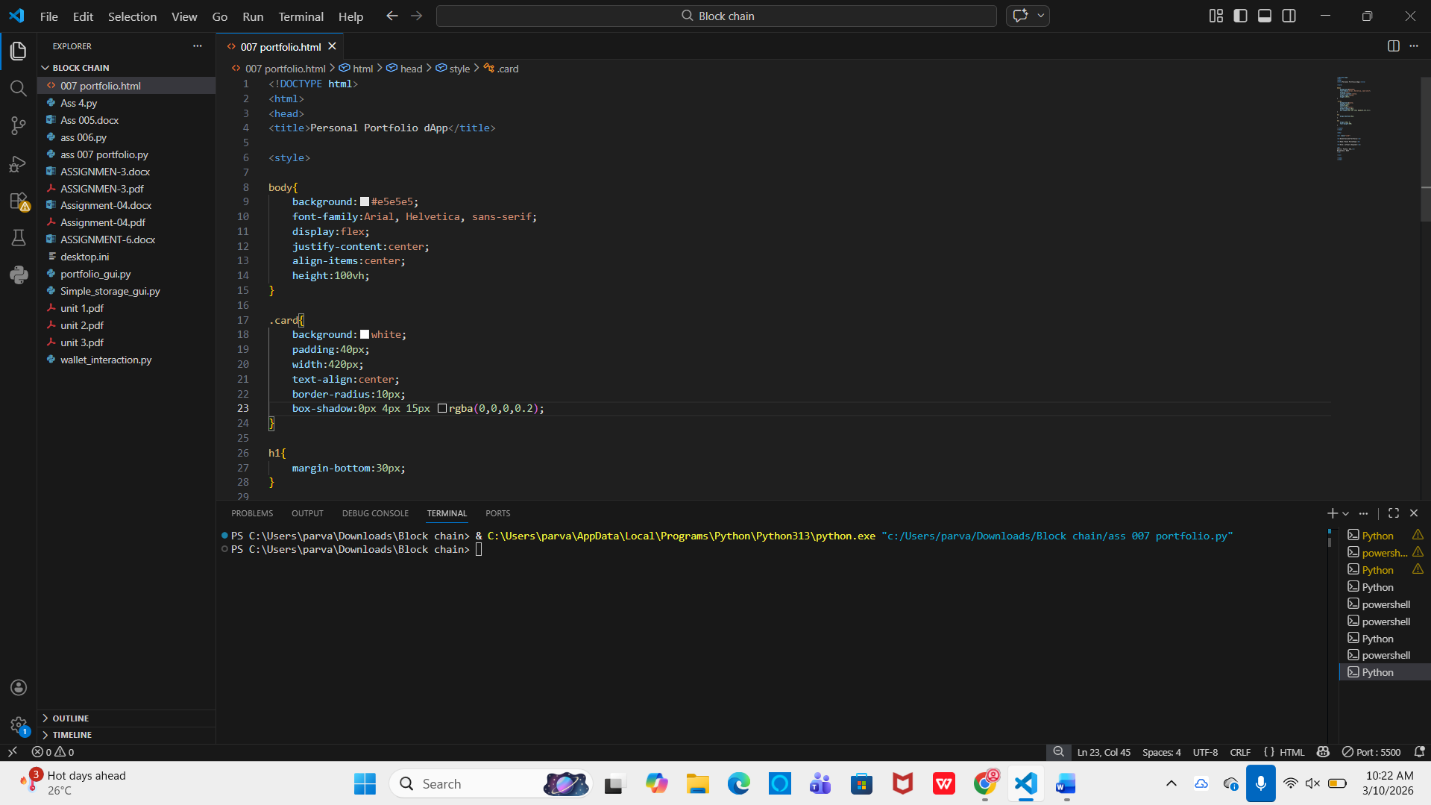 File Edit Selection View Go Run Terminal Help
Block chain
EXPLORER
BLOCK CHAIN
007 portfolio.html
Ass 4.py
Ass 005.docx
ass 006.py
ass 007 portfolio.py
ASSIGNMEN-3.docx
ASSIGNMEN-3.pdf
Assignment-04.docx
Assignment-04.pdf
ASSIGNMENT-6.docx
desktop.ini
portfolio_gui.py
Simple_storage_gui.py
unit 1.pdf
unit 2.pdf
unit 3.pdf
wallet_interaction.py
OUTLINE
TIMELINE
007 portfolio.html
007 portfolio.html > html > head > style > .card
1 <!DOCTYPE html>
2 <html>
3 <head>
4 <title>Personal Portfolio dApp</title>
5
6 <style>
7
8 body{
9 background:#e5e5e5;
10 font-family:Arial, Helvetica, sans-serif;
11 display:flex;
12 justify-content:center;
13 align-items:center;
14 height:100vh;
15 }
16
17 .card{
18 background:white;
19 padding:40px;
20 width:420px;
21 text-align:center;
22 border-radius:10px;
23 box-shadow:0px 4px 15px rgba(0,0,0,0.2);
24 }
25
26 h1{
27 margin-bottom:30px;
28 }
29
PROBLEMS OUTPUT DEBUG CONSOLE TERMINAL PORTS
PS C:\Users\parva\Downloads\Block chain> & C:\Users\parva\AppData\Local\Programs\Python\Python313\python.exe "c:/Users/parva/Downloads/Block chain/ass 007 portfolio.py"
PS C:\Users\parva\Downloads\Block chain>
Python
powersh...
Python
Python
powershell
powershell
Python
powershell
Python
1
0 0
Ln 23, Col 45 Spaces: 4 UTF-8 CRLF HTML Port : 5500
3
Hot days ahead
26°C
Search
10:22 AM
3/10/2026